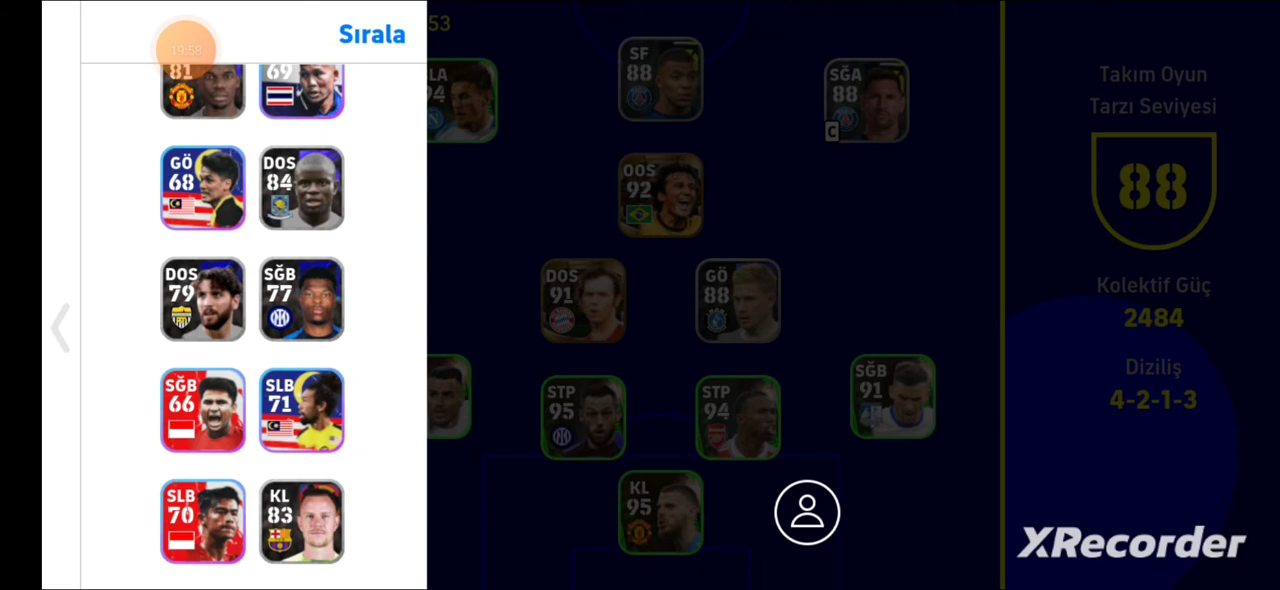 Sırala
19:58
81
69
GÖ
68
DOS
84
DOS
79
SĞB
77
SĞB
66
SLB
71
SLB
70
KL
83
53
94
SF
88
SĞA
88
C
OOS
92
DOS
91
GÖ
88
STP
95
STP
94
SĞB
91
KL
95
Takım Oyun
Tarzı Seviyesi
88
Kolektif Güç
2484
Diziliş
4-2-1-3
XRecorder